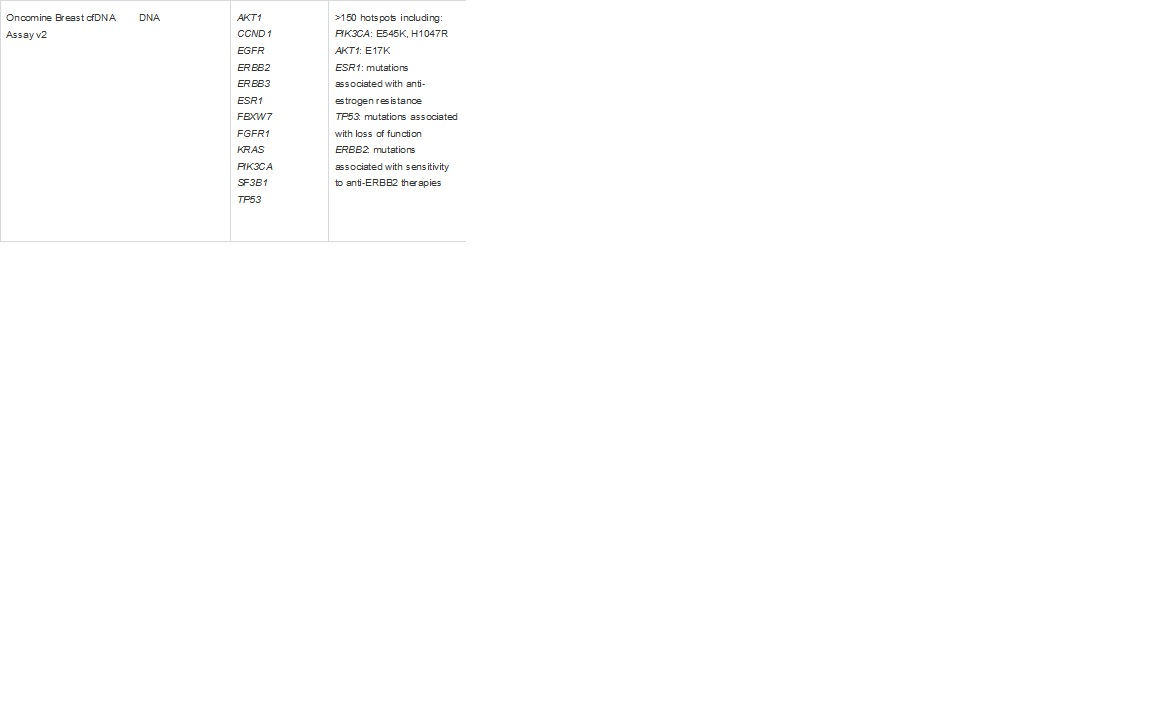 Oncomine Breast cfDNA
Assay v2
DNA
AKT1
CCND1
EGFR
ERBB2
ERBB3
ESR1
FBXW7
FGFR1
KRAS
PIK3CA
SF3B1
TP53
>150 hotspots including:
PIK3CA: E545K, H1047R
AKT1: E17K
ESR1: mutations
associated with anti-
estrogen resistance
TP53: mutations associated
with loss of function
ERBB2: mutations
associated with sensitivity
to anti-ERBB2 therapies